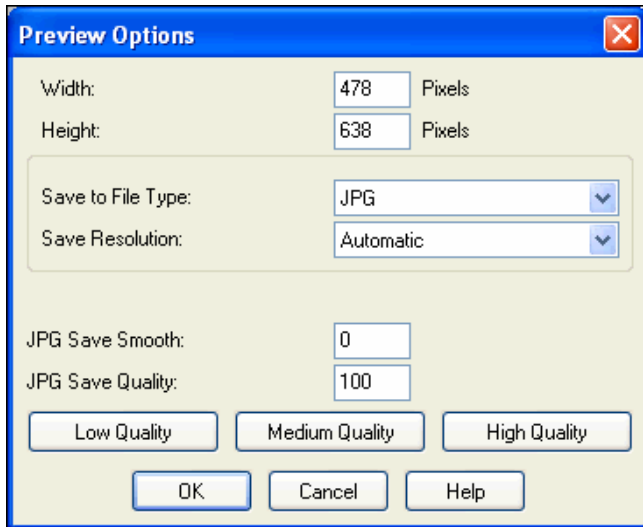 Preview Options
Width: 478 Pixels
Height: 638 Pixels
Save to File Type: JPG
Save Resolution: Automatic
JPG Save Smooth: 0
JPG Save Quality: 100
Low Quality Medium Quality High Quality
OK Cancel Help